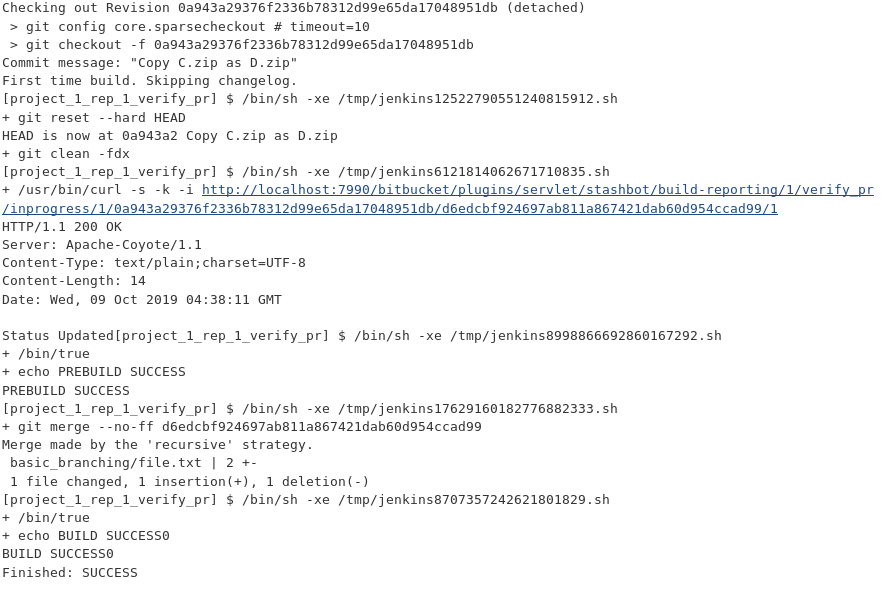 Checking out Revision 0a943a29376f2336b78312d99e65da17048951db (detached)
 > git config core.sparsecheckout # timeout=10
 > git checkout -f 0a943a29376f2336b78312d99e65da17048951db
Commit message: "Copy C.zip as D.zip"
First time build. Skipping changelog.
[project_1_rep_1_verify_pr] $ /bin/sh -xe /tmp/jenkins12522790551240815912.sh
+ git reset --hard HEAD
HEAD is now at 0a943a2 Copy C.zip as D.zip
+ git clean -fdx
[project_1_rep_1_verify_pr] $ /bin/sh -xe /tmp/jenkins6121814062671710835.sh
+ /usr/bin/curl -s -k -i http://localhost:7990/bitbucket/plugins/servlet/stashbot/build-reporting/1/verify_pr
/inprogress/1/0a943a29376f2336b78312d99e65da17048951db/d6edcbf924697ab811a867421dab60d954ccad99/1
HTTP/1.1 200 OK
Server: Apache-Coyote/1.1
Content-Type: text/plain;charset=UTF-8
Content-Length: 14
Date: Wed, 09 Oct 2019 04:38:11 GMT
Status Updated[project_1_rep_1_verify_pr] $ /bin/sh -xe /tmp/jenkins8998866692860167292.sh
+ /bin/true
+ echo PREBUILD SUCCESS
PREBUILD SUCCESS
[project_1_rep_1_verify_pr] $ /bin/sh -xe /tmp/jenkins17629160182776882333.sh
+ git merge --no-ff d6edcbf924697ab811a867421dab60d954ccad99
Merge made by the 'recursive' strategy.
 basic_branching/file.txt | 2 +-
 1 file changed, 1 insertion(+), 1 deletion(-)
[project_1_rep_1_verify_pr] $ /bin/sh -xe /tmp/jenkins8707357242621801829.sh
+ /bin/true
+ echo BUILD SUCCESS0
BUILD SUCCESS0
Finished: SUCCESS